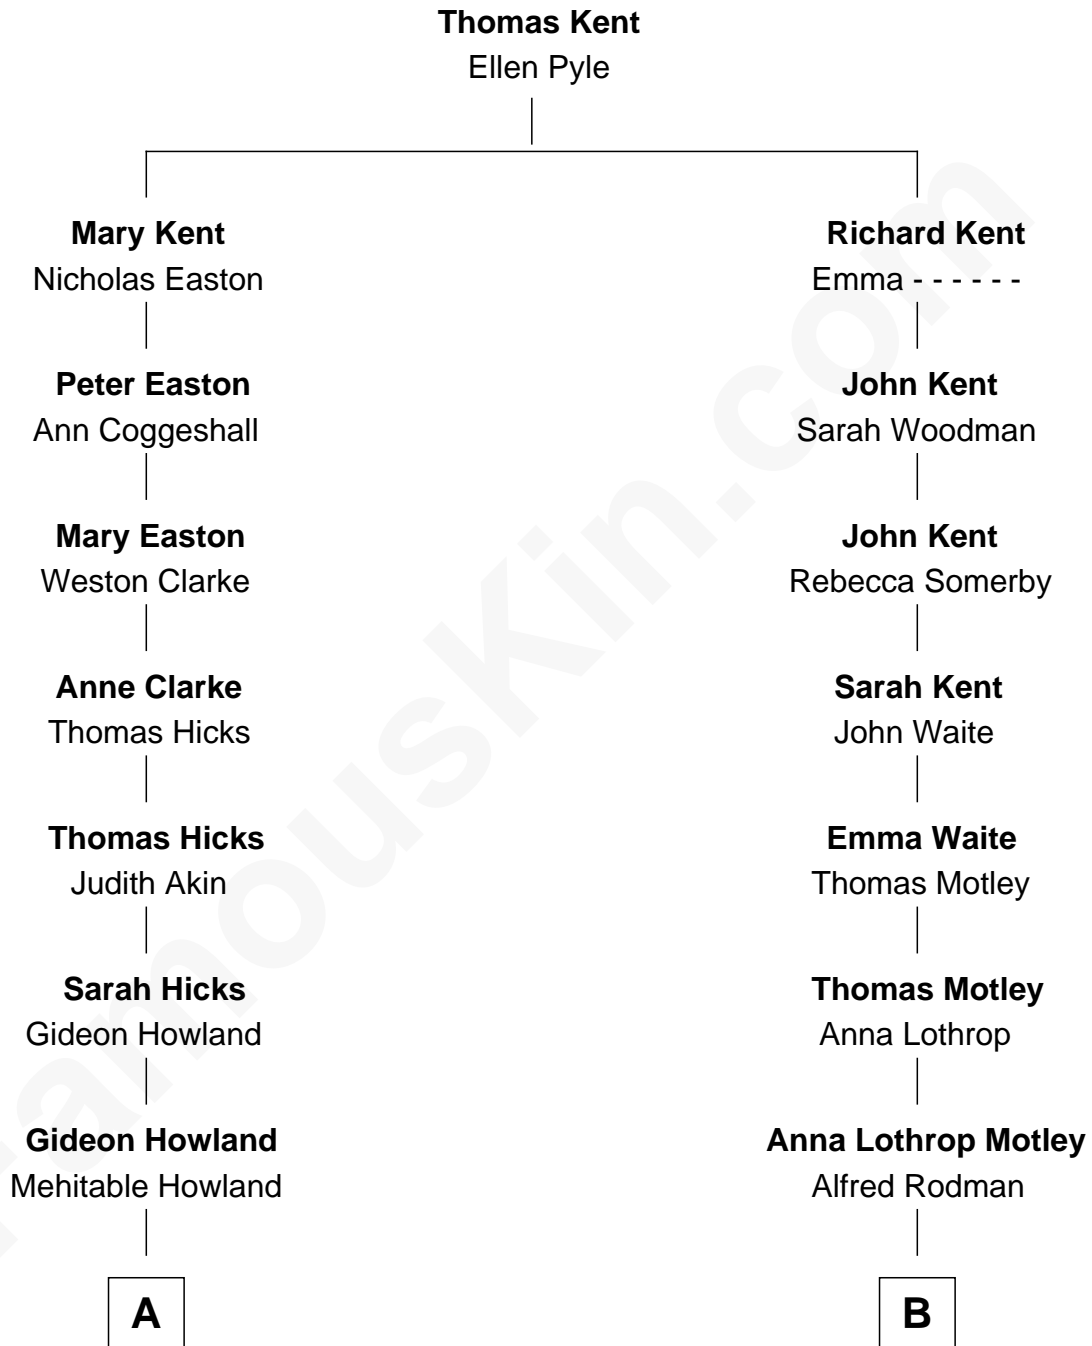 Thomas Kent
Ellen Pyle
Mary Kent
Nicholas Easton
Richard Kent
Emma - - - - - -
Peter Easton
Ann Coggeshall
John Kent
Sarah Woodman
Mary Easton
Weston Clarke
John Kent
Rebecca Somerby
Anne Clarke
Thomas Hicks
Sarah Kent
John Waite
Thomas Hicks
Judith Akin
Emma Waite
Thomas Motley
Sarah Hicks
Gideon Howland
Thomas Motley
Anna Lothrop
Gideon Howland
Mehitable Howland
Anna Lothrop Motley
Alfred Rodman
A
B
FamousKin.com